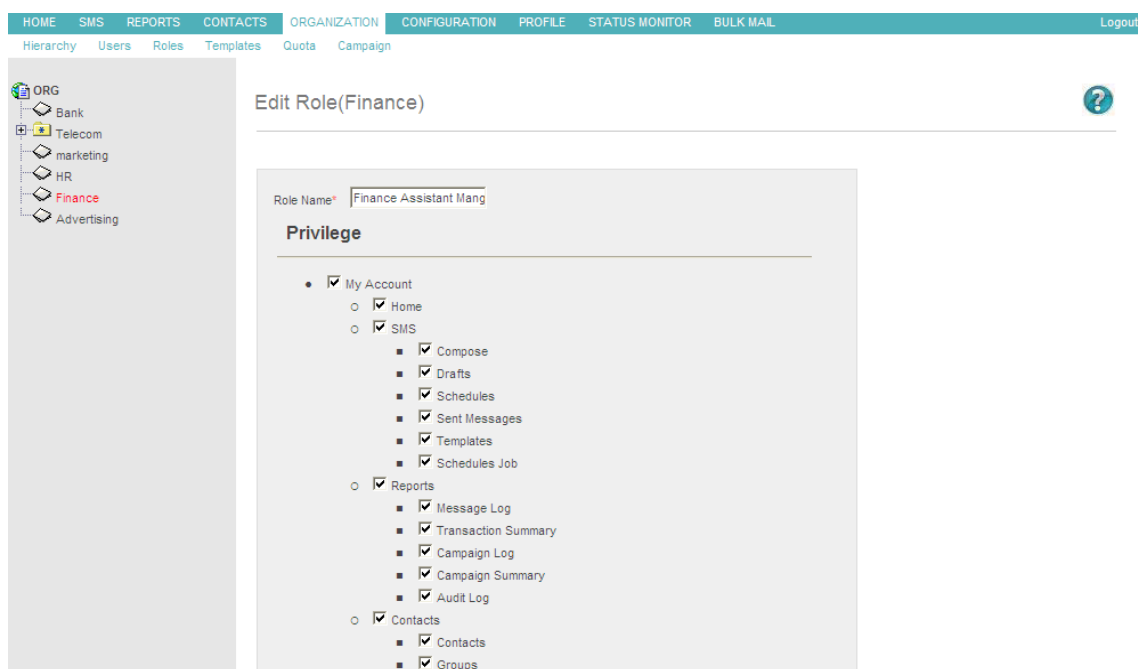 HOME SMS REPORTS CONTACTS ORGANIZATION CONFIGURATION PROFILE STATUS MONITOR BULK MAIL Logout
Hierarchy Users Roles Templates Quota Campaign
ORG
Bank
Telecom
marketing
HR
Finance
Advertising
Edit Role(Finance)
?
Role Name* Finance Assistant Mang
Privilege
My Account
Home
SMS
Compose
Drafts
Schedules
Sent Messages
Templates
Schedules Job
Reports
Message Log
Transaction Summary
Campaign Log
Campaign Summary
Audit Log
Contacts
Contacts
Groups